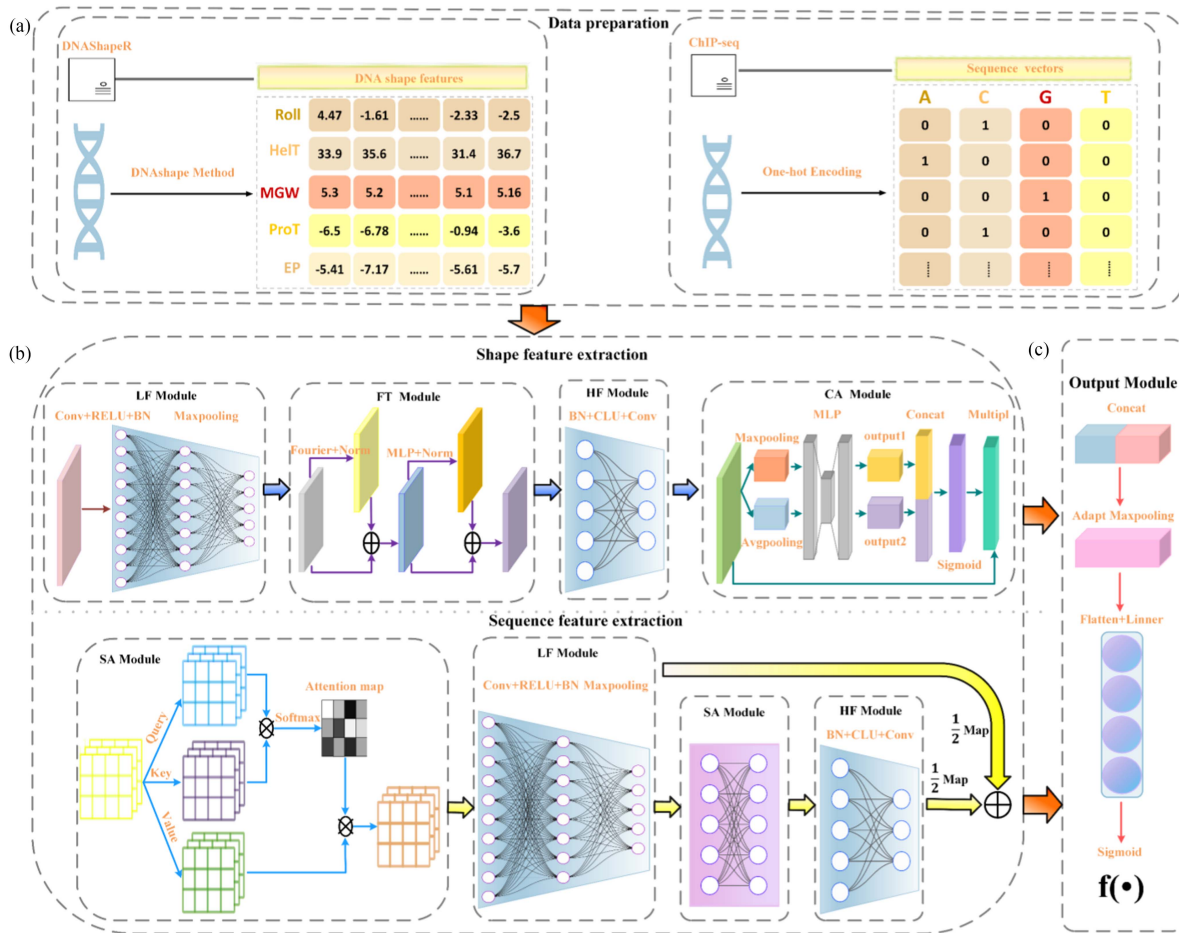 (a)
Data preparation
DNAShapeR
DNA shape features
Roll 4.47 -1.61 ...... -2.33 -2.5
HelT 33.9 35.6 ...... 31.4 36.7
DNAshape Method
MGW 5.3 5.2 ...... 5.1 5.16
ProT -6.5 -6.78 ...... -0.94 -3.6
EP -5.41 -7.17 ...... -5.61 -5.7
ChIP-seq
Sequence vectors
A C G T
0 1 0 0
One-hot Encoding
1 0 0 0
0 0 1 0
0 1 0 0
(b)
Shape feature extraction
LF Module
Conv+RELU+BN Maxpooling
FT Module
Fourier+Norm MLP+Norm
HF Module
BN+CLU+Conv
CA Module
MLP Concat Multipl
Maxpooling output1
Avgpooling output2
Sigmoid
Sequence feature extraction
SA Module
Query
Key
Value
Softmax
Attention map
LF Module
Conv+RELU+BN Maxpooling
SA Module
HF Module
BN+CLU+Conv
1/2 Map
1/2 Map
(c)
Output Module
Concat
Adapt Maxpooling
Flatten+Linner
Sigmoid
f(•)